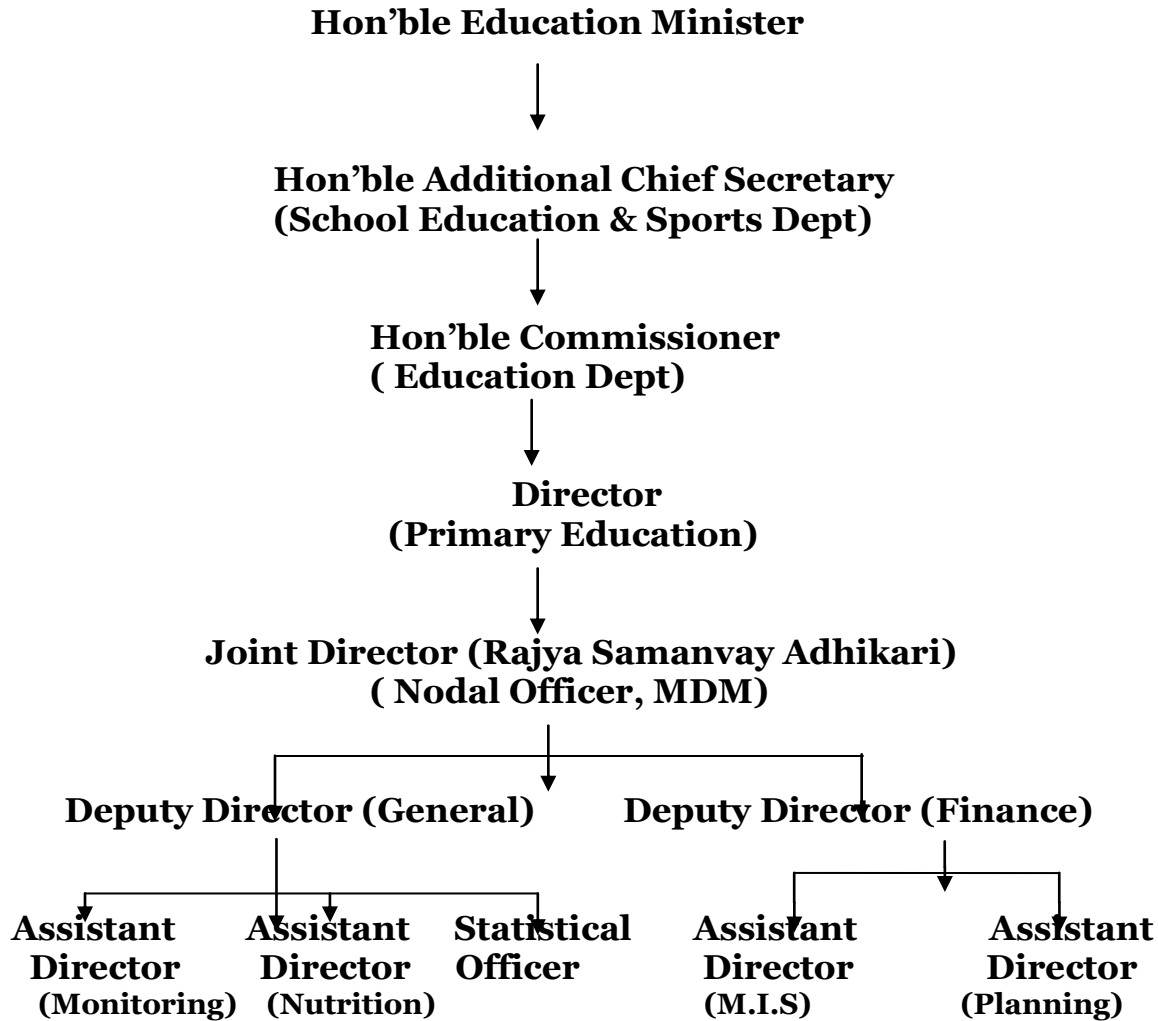 Hon’ble Education Minister
Hon’ble Additional Chief Secretary
(School Education & Sports Dept)
Hon’ble Commissioner
( Education Dept)
Director
(Primary Education)
Joint Director (Rajya Samanvay Adhikari)
( Nodal Officer, MDM)
Deputy Director (General)
Deputy Director (Finance)
Assistant
Director
(Monitoring)
Assistant
Director
(Nutrition)
Statistical
Officer
Assistant
Director
(M.I.S)
Assistant
Director
(Planning)